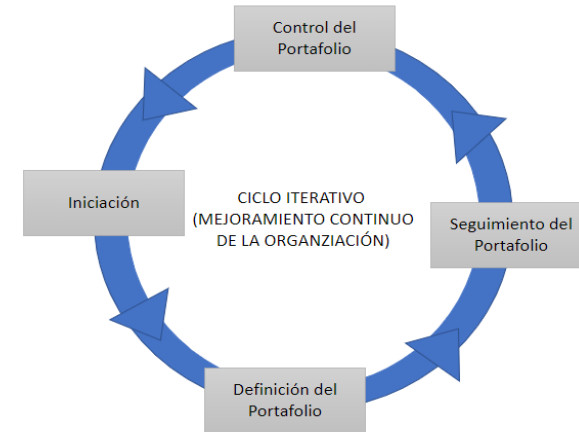 Control del
Portafolio
Iniciación
CICLO ITERATIVO
(MEJORAMIENTO CONTINUO
DE LA ORGANZIACIÓN)
Seguimiento del
Portafolio
Definición del
Portafolio